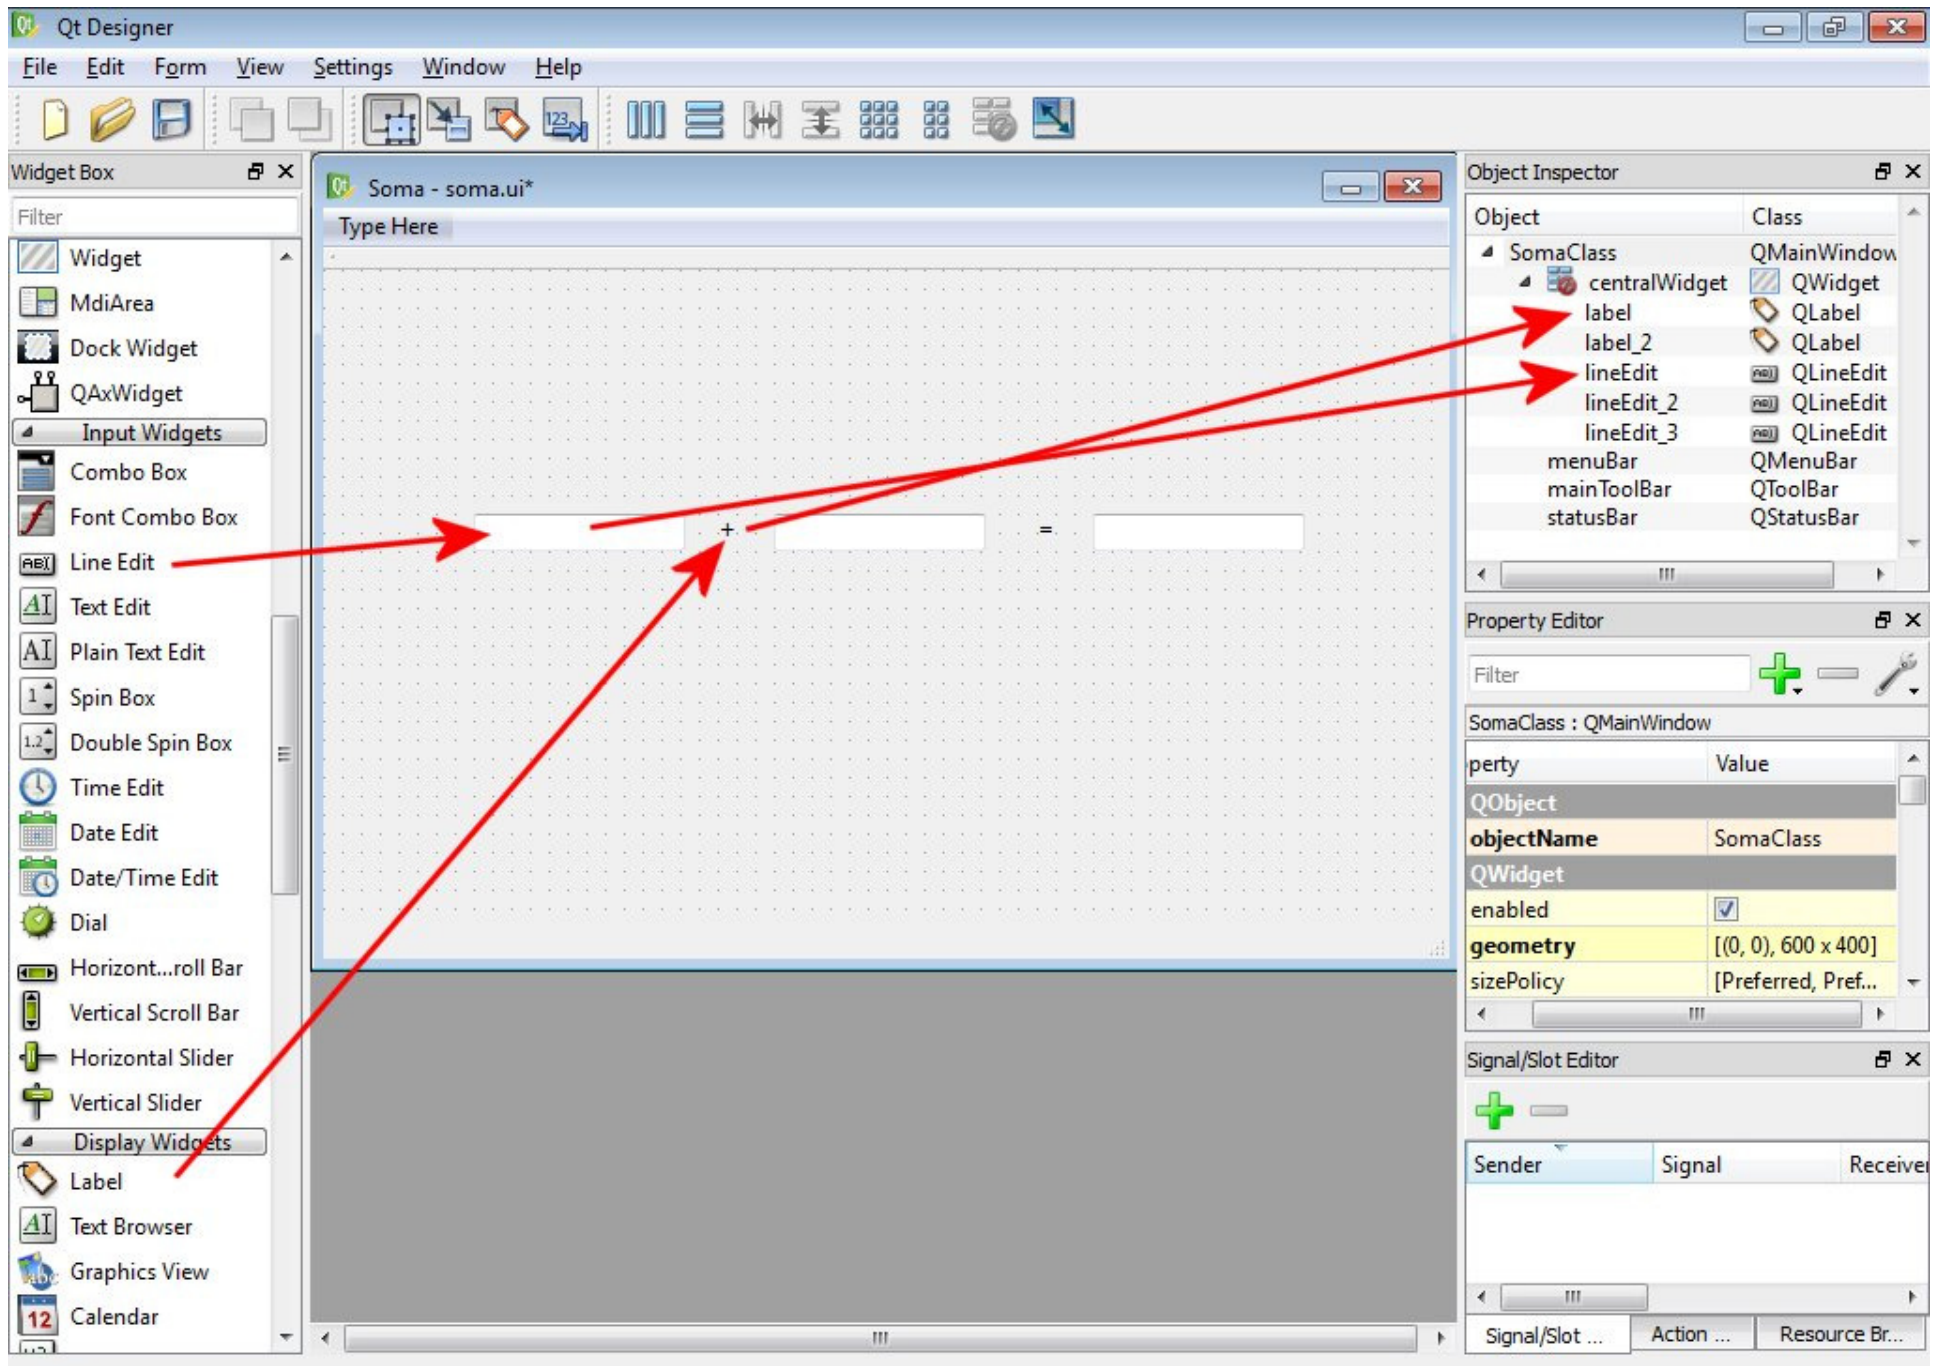 Qt Designer
File Edit Form View Settings Window Help
Widget Box
Filter
Widget
MdiArea
Dock Widget
QAxWidget
Input Widgets
Combo Box
Font Combo Box
Line Edit
Text Edit
Plain Text Edit
Spin Box
Double Spin Box
Time Edit
Date Edit
Date/Time Edit
Dial
Horizont...roll Bar
Vertical Scroll Bar
Horizontal Slider
Vertical Slider
Display Widgets
Label
Text Browser
Graphics View
Calendar
Soma - soma.ui*
Type Here
+ =
Object Inspector
Object Class
SomaClass QMainWindow
centralWidget QWidget
label QLabel
label_2 QLabel
lineEdit QLineEdit
lineEdit_2 QLineEdit
lineEdit_3 QLineEdit
menuBar QMenuBar
mainToolBar QToolBar
statusBar QStatusBar
Property Editor
Filter
SomaClass : QMainWindow
perty Value
QObject
objectName SomaClass
QWidget
enabled
geometry [(0, 0), 600 x 400]
sizePolicy [Preferred, Pref...
Signal/Slot Editor
Sender Signal Receiver
Signal/Slot ... Action ... Resource Br...